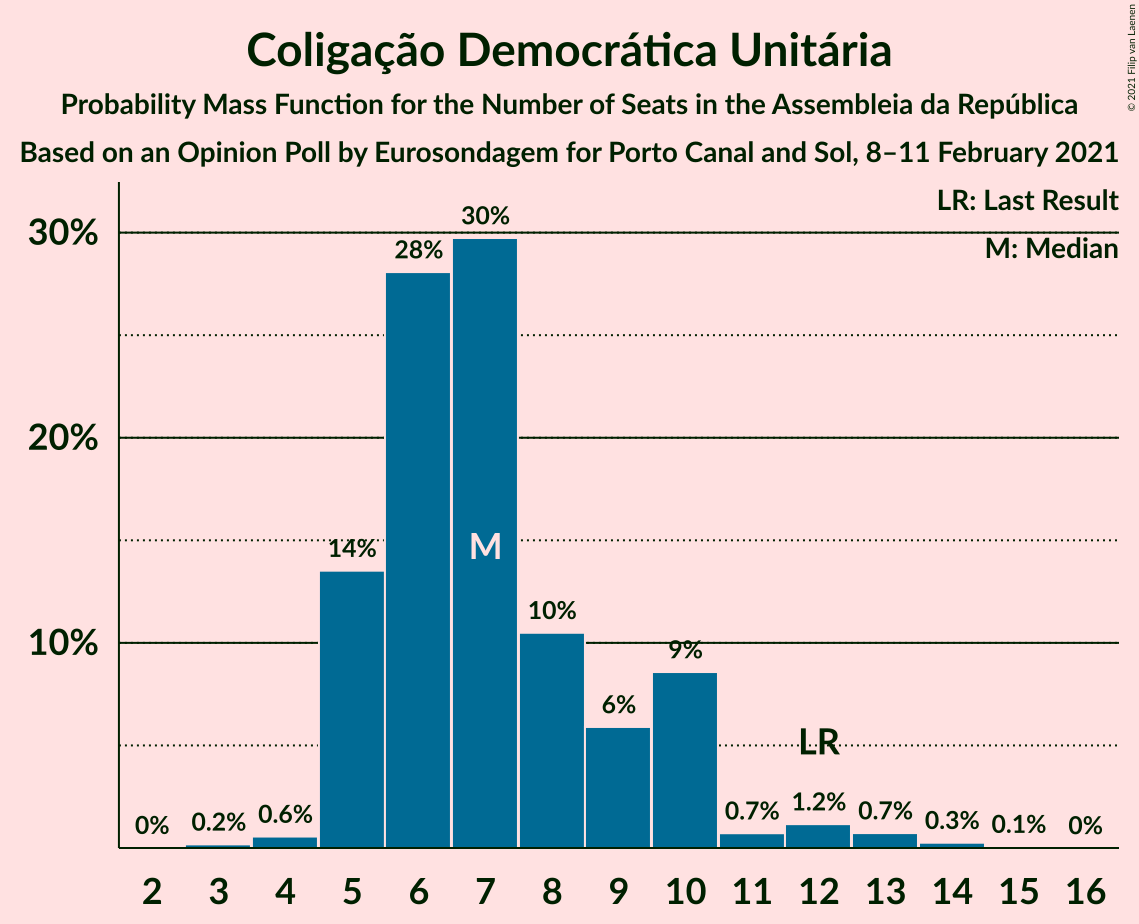 Coligação Democrática Unitária
Probability Mass Function for the Number of Seats in the Assembleia da República
Based on an Opinion Poll by Eurosondagem for Porto Canal and Sol, 8–11 February 2021
© 2021 Filip van Laenen
LR: Last Result
M: Median
30%
20%
10%
0%
0.2%
0.6%
14%
28%
30%
10%
6%
9%
0.7%
1.2%
0.7%
0.3%
0.1%
0%
M
LR
2 3 4 5 6 7 8 9 10 11 12 13 14 15 16